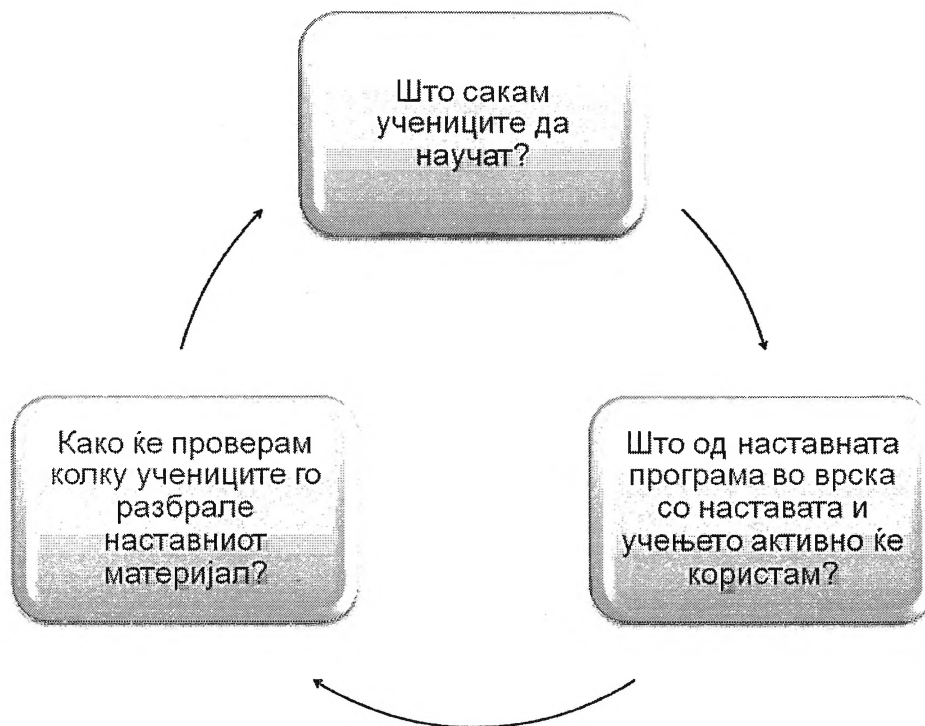 Што сакам
учениците да
научат?
Како ќе проверам
колку учениците го
разбрале
наставниот
материјал?
Што од наставната
програма во врска
со наставата и
учењето активно ќе
користам?